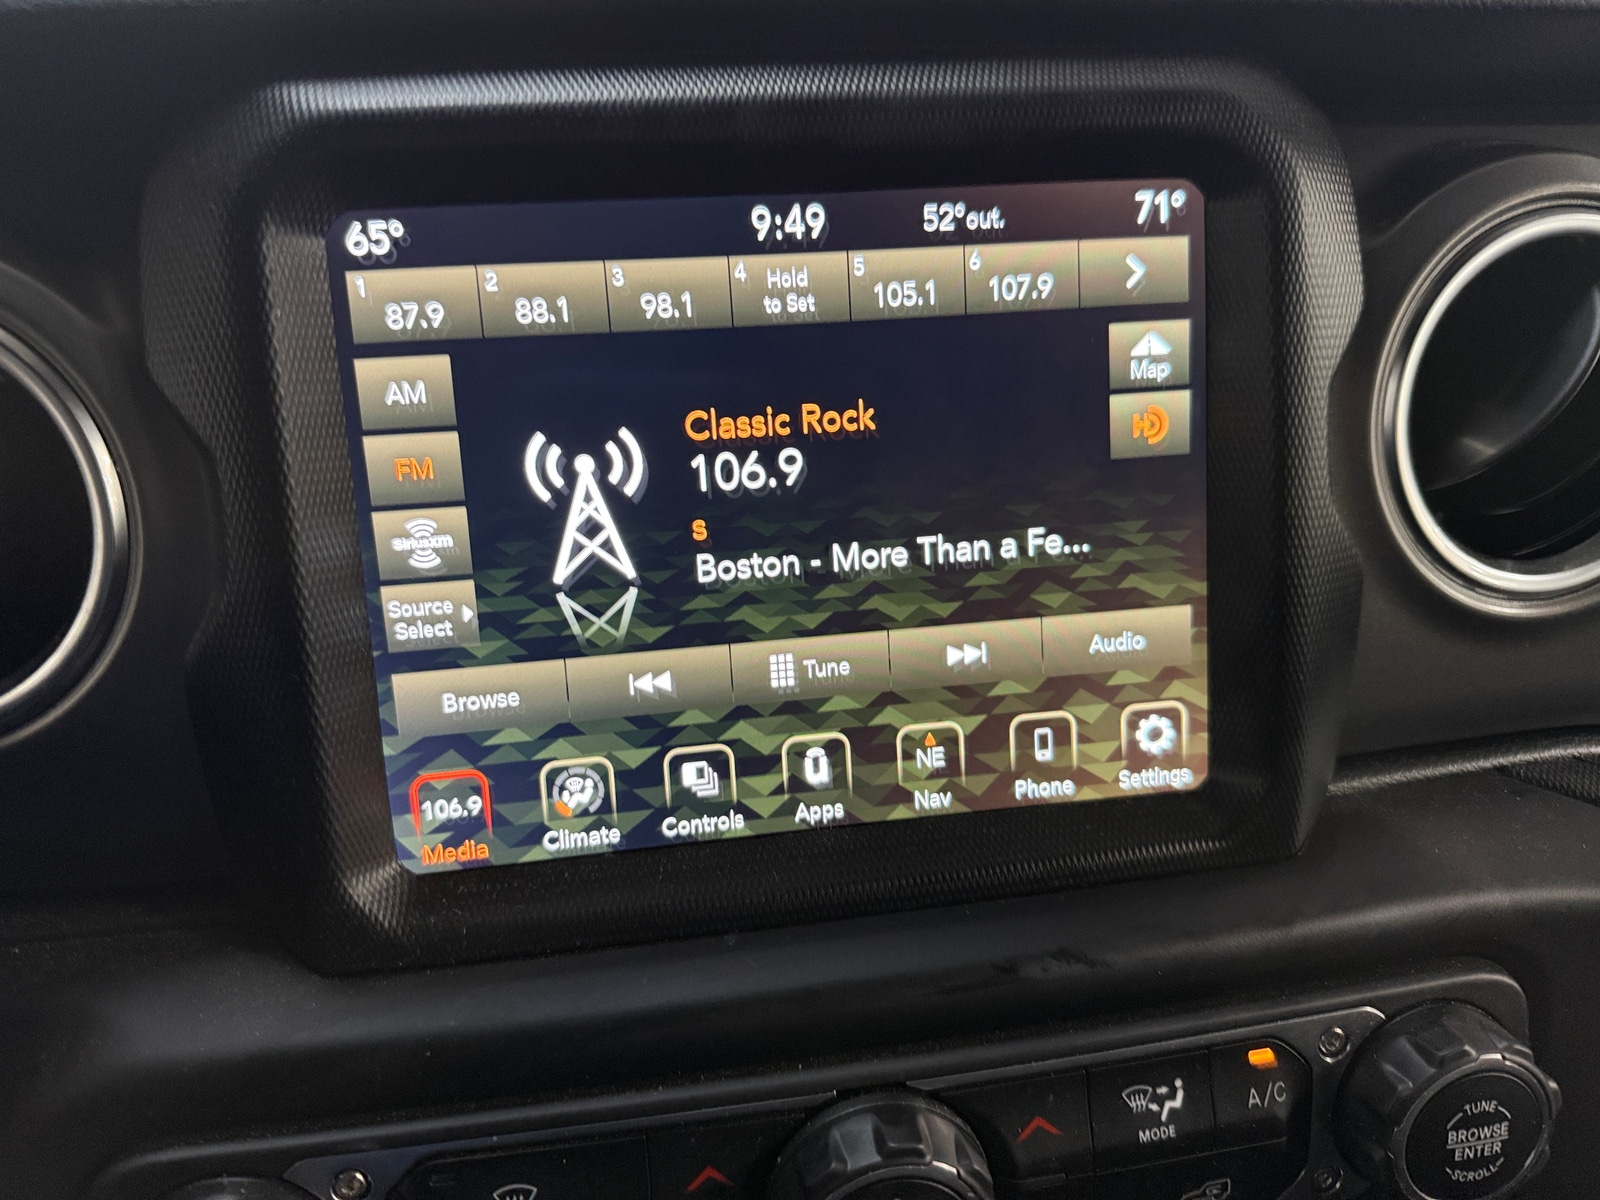 65° 9:49 52°out. 71°
1 87.9 2 88.1 3 98.1 4 Hold to Set 5 105.1 6 107.9
AM
FM
SiriusXM
Source
Select
Classic Rock
106.9
S
Boston - More Than a Fe...
Map
HD
Browse Tune Audio
106.9 NE
Media Climate Controls Apps Nav Phone Settings
MODE
A/C
TUNE
BROWSE
ENTER
SCROLL